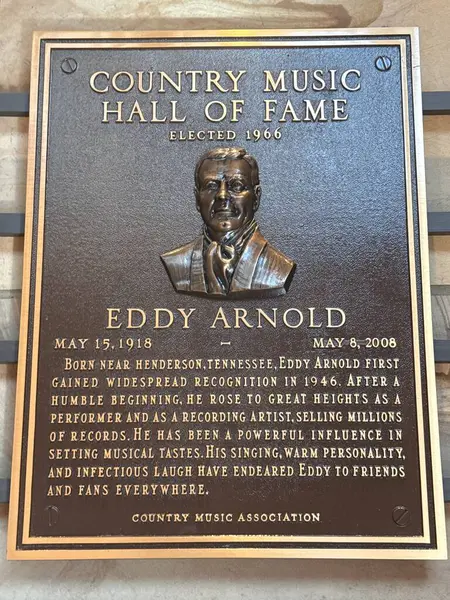 COUNTRY MUSIC
HALL OF FAME
ELECTED 1966
EDDY ARNOLD
MAY 15, 1918 — MAY 8, 2008
BORN NEAR HENDERSON, TENNESSEE, EDDY ARNOLD FIRST
GAINED WIDESPREAD RECOGNITION IN 1946. AFTER A
HUMBLE BEGINNING, HE ROSE TO GREAT HEIGHTS AS A
PERFORMER AND AS A RECORDING ARTIST, SELLING MILLIONS
OF RECORDS. HE HAS BEEN A POWERFUL INFLUENCE IN
SETTING MUSICAL TASTES. HIS SINGING, WARM PERSONALITY,
AND INFECTIOUS LAUGH HAVE ENDEARED EDDY TO FRIENDS
AND FANS EVERYWHERE.
COUNTRY MUSIC ASSOCIATION